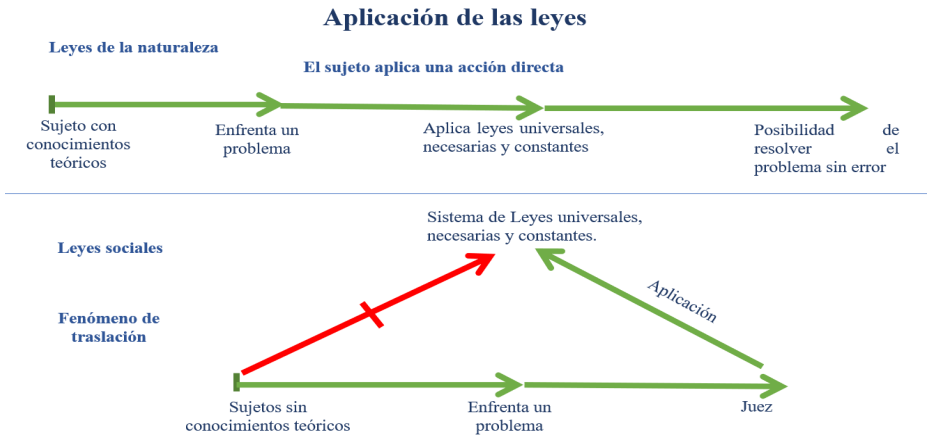 Aplicación de las leyes
Leyes de la naturaleza
El sujeto aplica una acción directa
Sujeto con
conocimientos
teóricos
Enfrenta un
problema
Aplica leyes universales,
necesarias y constantes
Posibilidad de
resolver el
problema sin error
Sistema de Leyes universales,
necesarias y constantes.
Leyes sociales
Aplicación
Fenómeno de
traslación
Sujetos sin
conocimientos teóricos
Enfrenta un
problema
Juez